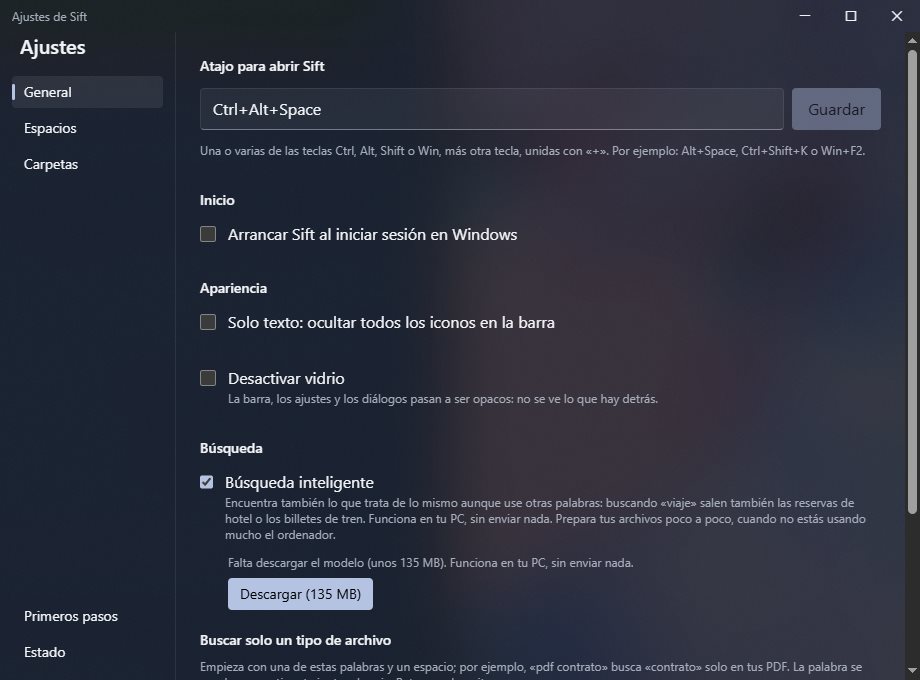 Ajustes de Sift
Ajustes
General
Espacios
Carpetas
Primeros pasos
Estado
Atajo para abrir Sift
Ctrl+Alt+Space
Guardar
Una o varias de las teclas Ctrl, Alt, Shift o Win, más otra tecla, unidas con «+». Por ejemplo: Alt+Space, Ctrl+Shift+K o Win+F2.
Inicio
Arrancar Sift al iniciar sesión en Windows
Apariencia
Solo texto: ocultar todos los iconos en la barra
Desactivar vidrio
La barra, los ajustes y los diálogos pasan a ser opacos: no se ve lo que hay detrás.
Búsqueda
Búsqueda inteligente
Encuentra también lo que trata de lo mismo aunque use otras palabras: buscando «viaje» salen también las reservas de
hotel o los billetes de tren. Funciona en tu PC, sin enviar nada. Prepara tus archivos poco a poco, cuando no estás usando
mucho el ordenador.
Falta descargar el modelo (unos 135 MB). Funciona en tu PC, sin enviar nada.
Descargar (135 MB)
Buscar solo un tipo de archivo
Empieza con una de estas palabras y un espacio; por ejemplo, «pdf contrato» busca «contrato» solo en tus PDF. La palabra se